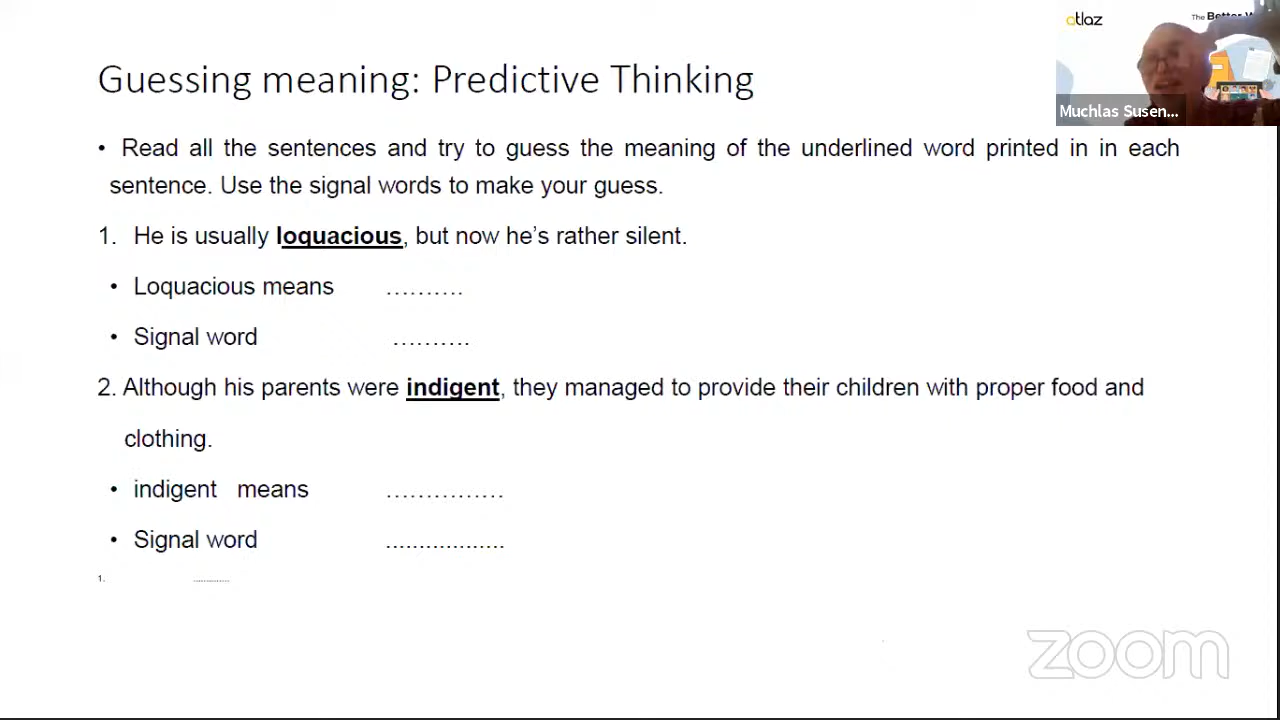 atlaz
The Better W
Muchlas Susen...
Guessing meaning: Predictive Thinking
• Read all the sentences and try to guess the meaning of the underlined word printed in in each
sentence. Use the signal words to make your guess.
1. He is usually loquacious, but now he's rather silent.
• Loquacious means ..........
• Signal word ..........
2. Although his parents were indigent, they managed to provide their children with proper food and
clothing.
• indigent means ...............
• Signal word ..................
1. ...............
zoom